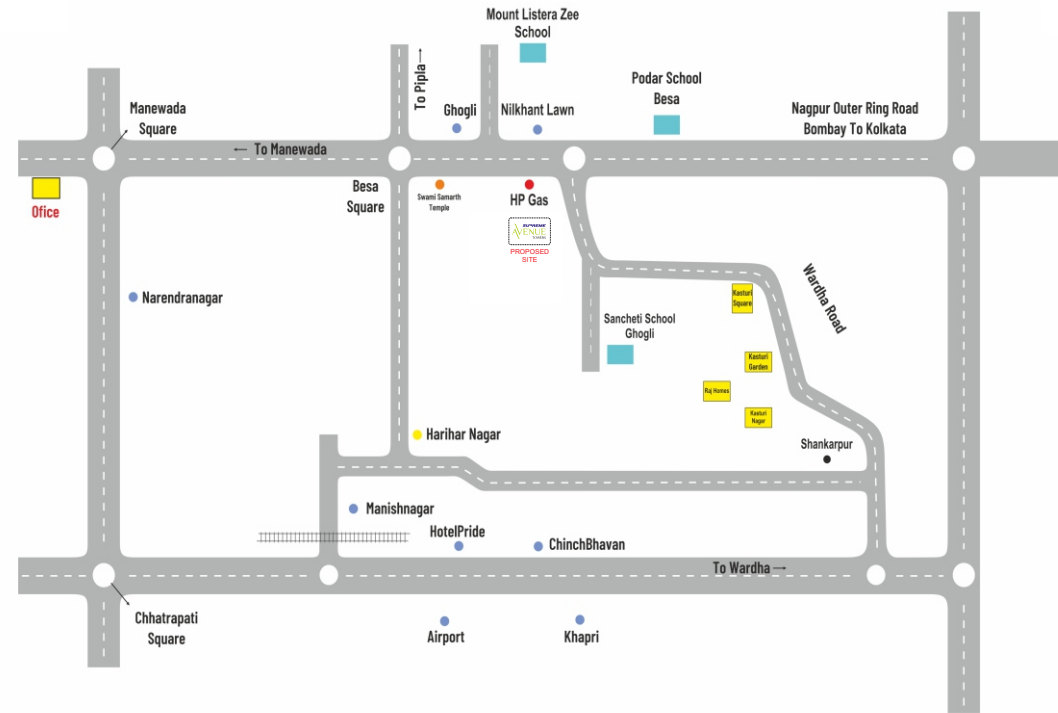 Mount Listera Zee
School
To Pipla
Podar School
Besa
Manewada
Square
Ghogli
Nilkhant Lawn
Nagpur Outer Ring Road
Bombay To Kolkata
To Manewada
Ofice
Besa
Square
Swami Samarth
Temple
HP Gas
AVENUE
PROPOSED
SITE
Narendranagar
Kasturi
Square
Wardha Road
Sancheti School
Ghogli
Kasturi
Garden
Raj Homes
Kasturi
Nagar
Harihar Nagar
Shankarpur
Manishnagar
HotelPride
ChinchBhavan
To Wardha
Chhatrapati
Square
Airport
Khapri